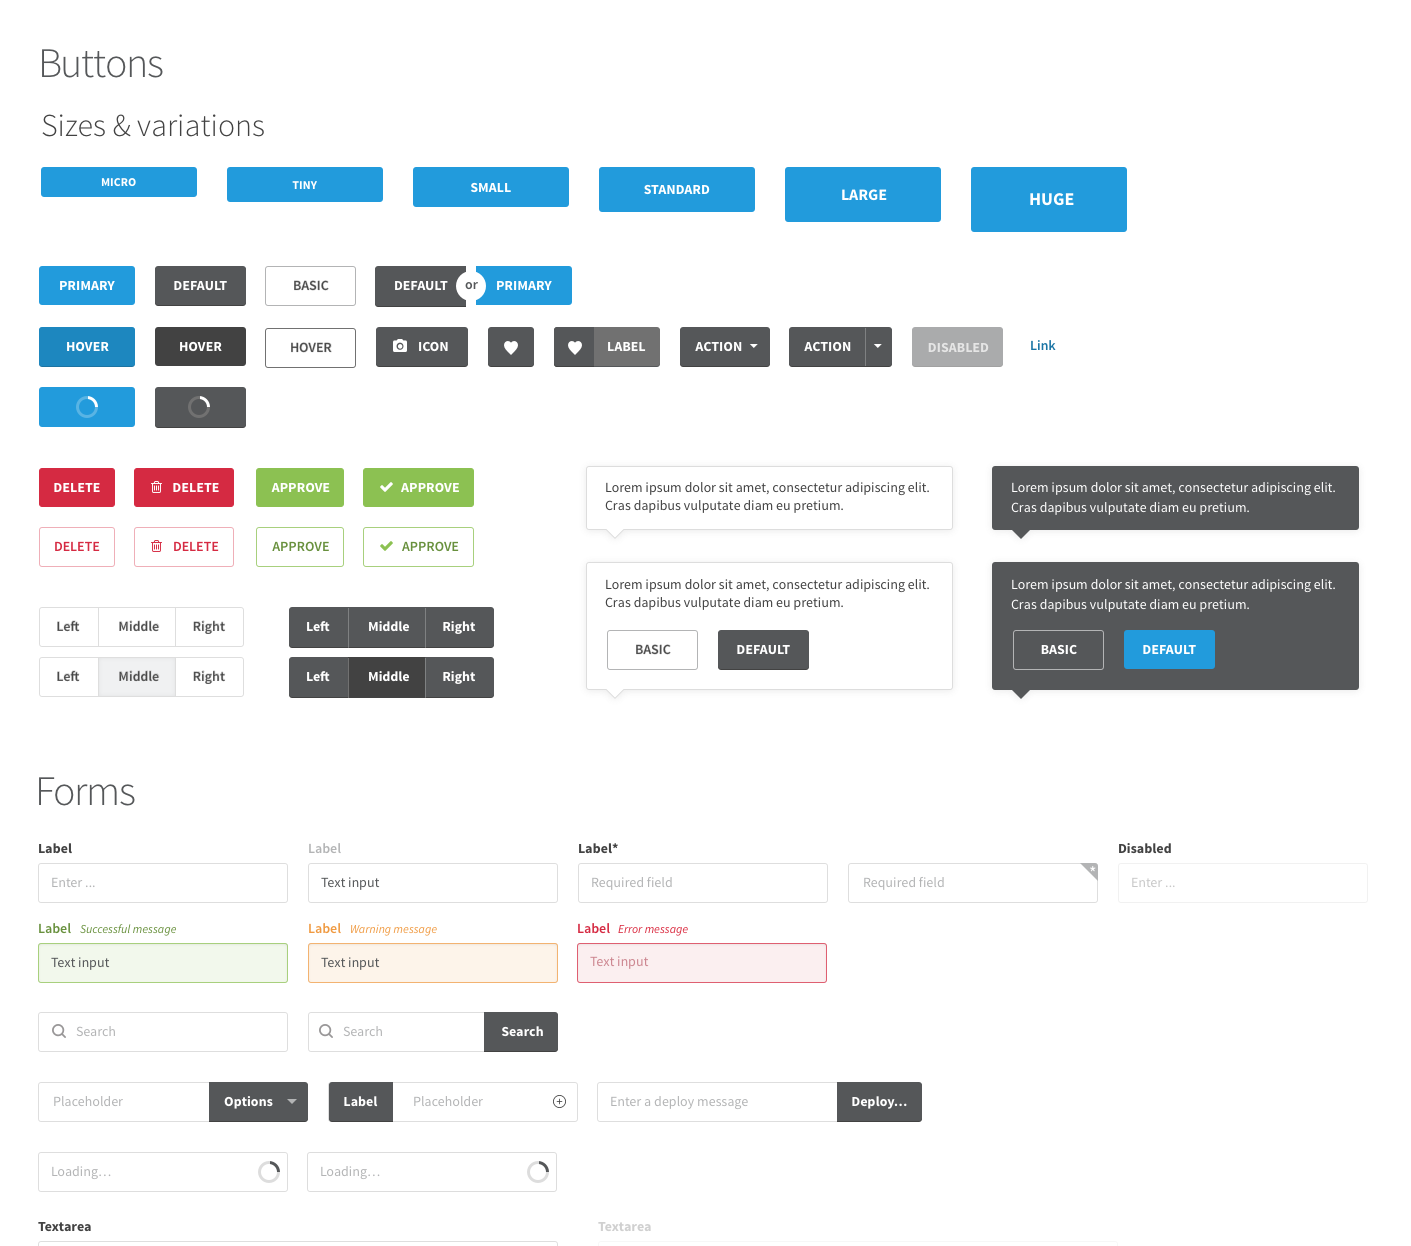 Buttons
Sizes & variations
MICRO
TINY
SMALL
STANDARD
LARGE
HUGE
PRIMARY
DEFAULT
BASIC
DEFAULT or PRIMARY
HOVER
HOVER
HOVER
ICON
LABEL
ACTION
ACTION
DISABLED
Link
DELETE
DELETE
APPROVE
APPROVE
DELETE
DELETE
APPROVE
APPROVE
Left Middle Right
Left Middle Right
Left Middle Right
Left Middle Right
Lorem ipsum dolor sit amet, consectetur adipiscing elit.
Cras dapibus vulputate diam eu pretium.
Lorem ipsum dolor sit amet, consectetur adipiscing elit.
Cras dapibus vulputate diam eu pretium.
Lorem ipsum dolor sit amet, consectetur adipiscing elit.
Cras dapibus vulputate diam eu pretium.
BASIC
DEFAULT
Lorem ipsum dolor sit amet, consectetur adipiscing elit.
Cras dapibus vulputate diam eu pretium.
BASIC
DEFAULT
Forms
Label
Enter ...
Label
Text input
Label*
Required field
Required field
*
Disabled
Enter ...
Label Successful message
Text input
Label Warning message
Text input
Label Error message
Text input
Search
Search
Search
Placeholder
Options
Label
Placeholder
Enter a deploy message
Deploy...
Loading...
Loading...
Textarea
Textarea